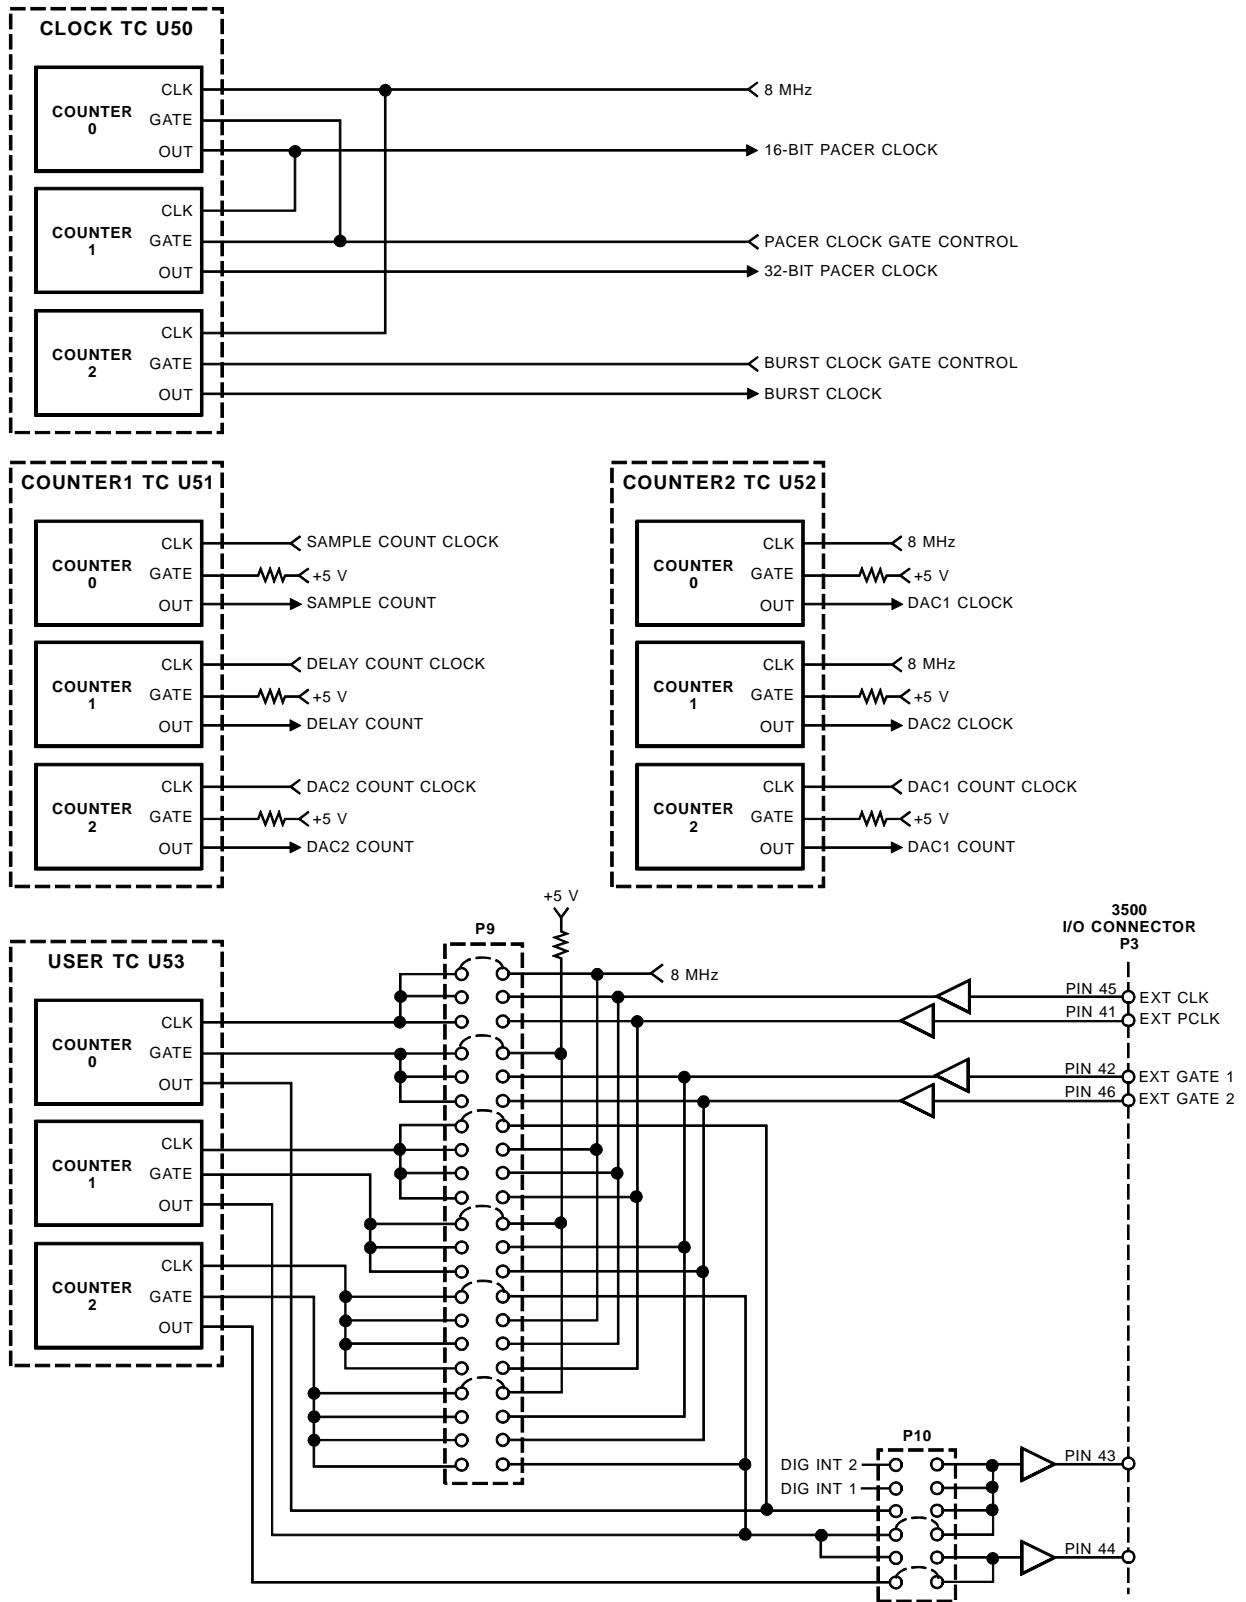 CLOCK TC U50
CLK
COUNTER
0
GATE
OUT
8 MHz
16-BIT PACER CLOCK
CLK
COUNTER
1
GATE
OUT
PACER CLOCK GATE CONTROL
32-BIT PACER CLOCK
CLK
COUNTER
2
GATE
OUT
BURST CLOCK GATE CONTROL
BURST CLOCK
COUNTER1 TC U51
CLK
COUNTER
0
GATE
OUT
SAMPLE COUNT CLOCK
+5 V
SAMPLE COUNT
CLK
COUNTER
1
GATE
OUT
DELAY COUNT CLOCK
+5 V
DELAY COUNT
CLK
COUNTER
2
GATE
OUT
DAC2 COUNT CLOCK
+5 V
DAC2 COUNT
COUNTER2 TC U52
CLK
COUNTER
0
GATE
OUT
8 MHz
+5 V
DAC1 CLOCK
CLK
COUNTER
1
GATE
OUT
8 MHz
+5 V
DAC2 CLOCK
CLK
COUNTER
2
GATE
OUT
DAC1 COUNT CLOCK
+5 V
DAC1 COUNT
USER TC U53
CLK
COUNTER
0
GATE
OUT
CLK
COUNTER
1
GATE
OUT
CLK
COUNTER
2
GATE
OUT
P9
+5 V
8 MHz
3500
I/O CONNECTOR
P3
PIN 45
EXT CLK
PIN 41
EXT PCLK
PIN 42
EXT GATE 1
PIN 46
EXT GATE 2
P10
DIG INT 2
DIG INT 1
PIN 43
PIN 44